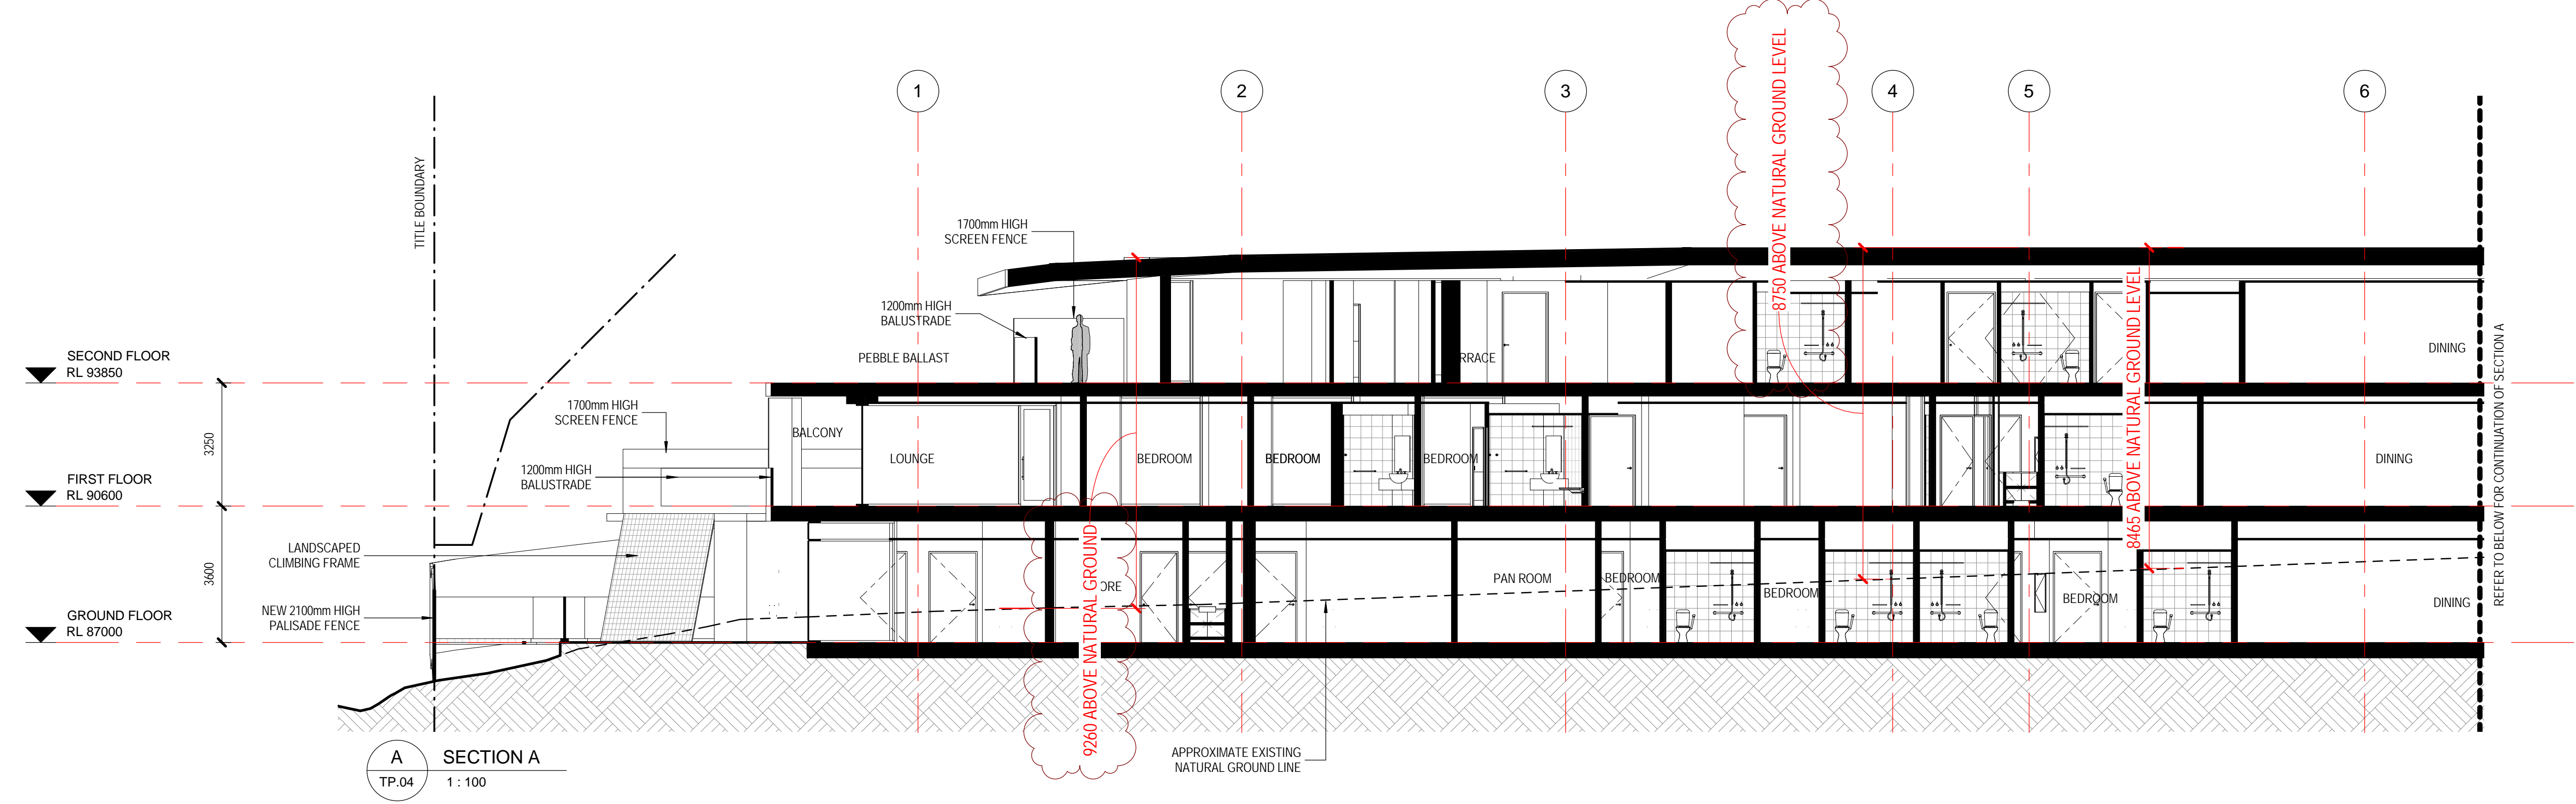 1
2
3
4
5
6
TITLE BOUNDARY
8750 ABOVE NATURAL GROUND LEVEL
1700mm HIGH
SCREEN FENCE
1200mm HIGH
BALUSTRADE
PEBBLE BALLAST
RRACE
DINING
SECOND FLOOR
RL 93850
8465 ABOVE NATURAL GROUND LEVEL
REFER TO BELOW FOR CONTINUATION OF SECTION A
1700mm HIGH
SCREEN FENCE
3250
BALCONY
LOUNGE
BEDROOM
BEDROOM
BEDROOM
DINING
1200mm HIGH
BALUSTRADE
FIRST FLOOR
RL 90600
LANDSCAPED
CLIMBING FRAME
3600
9260 ABOVE NATURAL GROUND
ORE
PAN ROOM
BEDROOM
BEDROOM
BEDROOM
DINING
NEW 2100mm HIGH
PALISADE FENCE
GROUND FLOOR
RL 87000
APPROXIMATE EXISTING
NATURAL GROUND LINE
A
SECTION A
TP.04
1 : 100